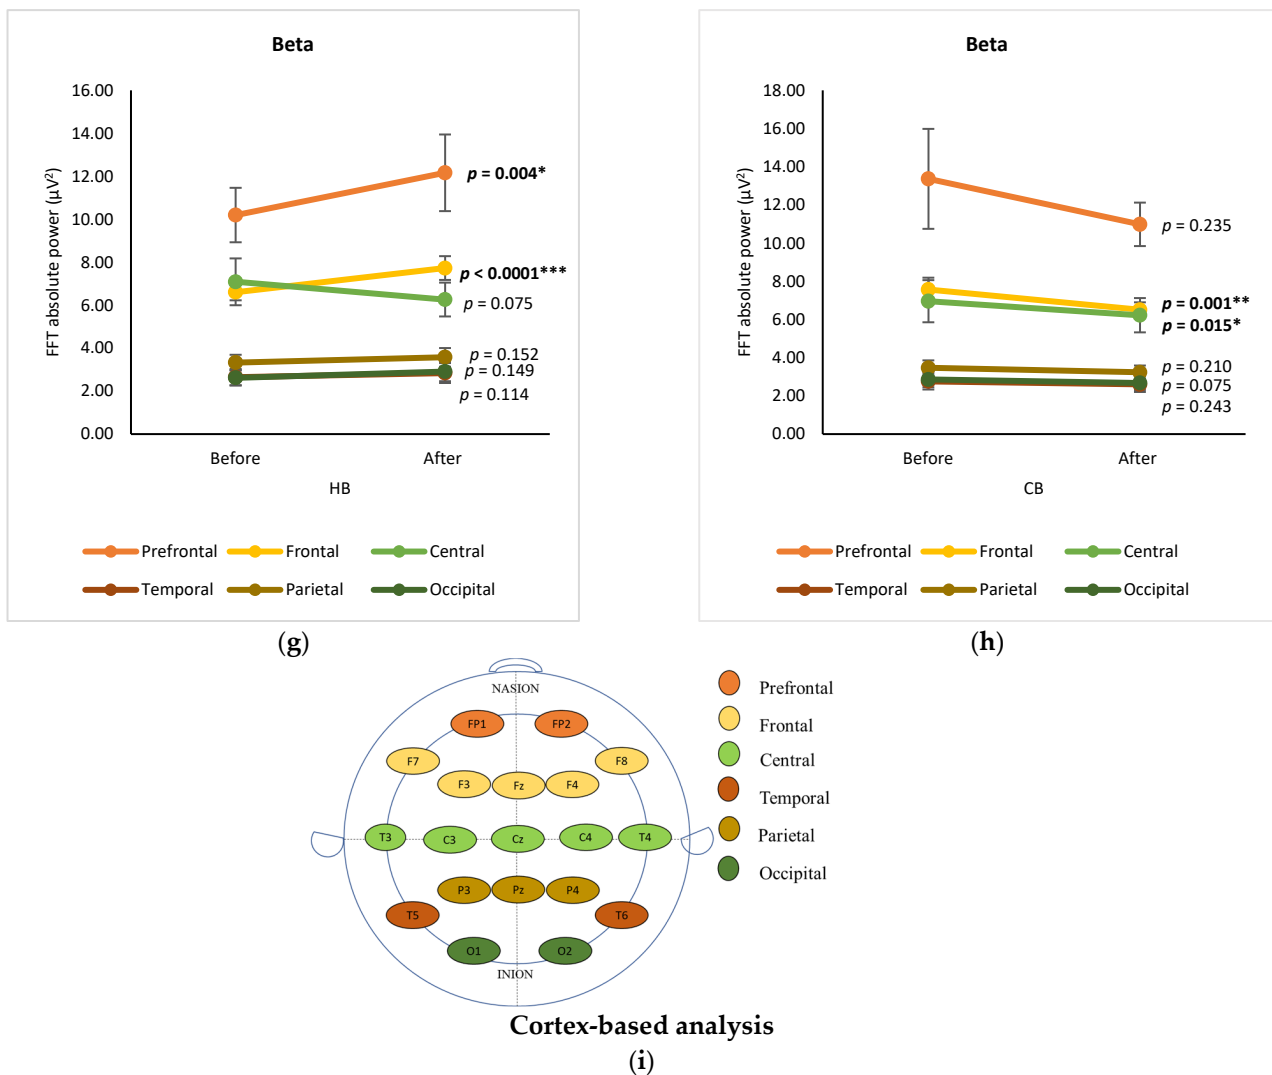 Beta
16.00
14.00
12.00
10.00
8.00
6.00
4.00
2.00
0.00
FFT absolute power (µV²)
p = 0.004*
p < 0.0001***
p = 0.075
p = 0.152
p = 0.149
p = 0.114
Before After
HB
Prefrontal Frontal Central
Temporal Parietal Occipital
(g)
Beta
18.00
16.00
14.00
12.00
10.00
8.00
6.00
4.00
2.00
0.00
FFT absolute power (µV²)
p = 0.235
p = 0.001**
p = 0.015*
p = 0.210
p = 0.075
p = 0.243
Before After
CB
Prefrontal Frontal Central
Temporal Parietal Occipital
(h)
NASION
FP1 FP2
F7 F8
F3 Fz F4
T3 C3 Cz C4 T4
P3 Pz P4
T5 T6
O1 O2
INION
Prefrontal
Frontal
Central
Temporal
Parietal
Occipital
Cortex-based analysis
(i)